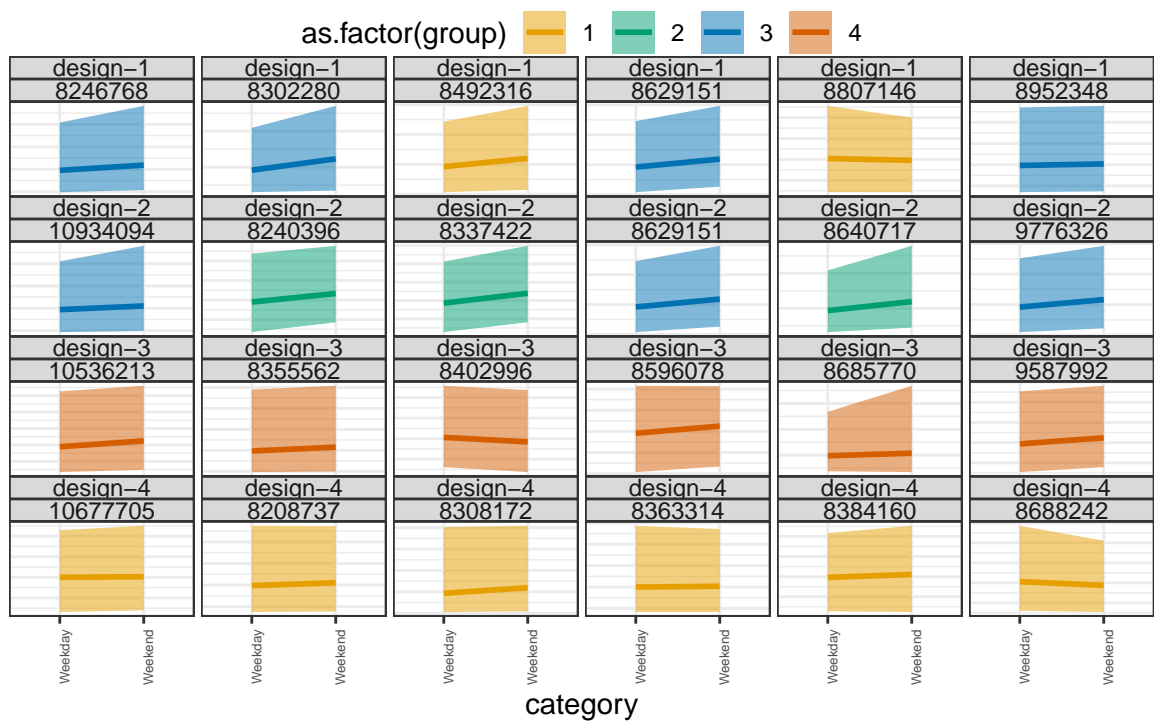 as.factor(group) 1 2 3 4
design−1 design−1 design−1 design−1 design−1 design−1
8246768 8302280 8492316 8629151 8807146 8952348
design−2 design−2 design−2 design−2 design−2 design−2
10934094 8240396 8337422 8629151 8640717 9776326
design−3 design−3 design−3 design−3 design−3 design−3
10536213 8355562 8402996 8596078 8685770 9587992
design−4 design−4 design−4 design−4 design−4 design−4
10677705 8208737 8308172 8363314 8384160 8688242
Weekday Weekend Weekday Weekend Weekday Weekend Weekday Weekend Weekday Weekend Weekday Weekend
category